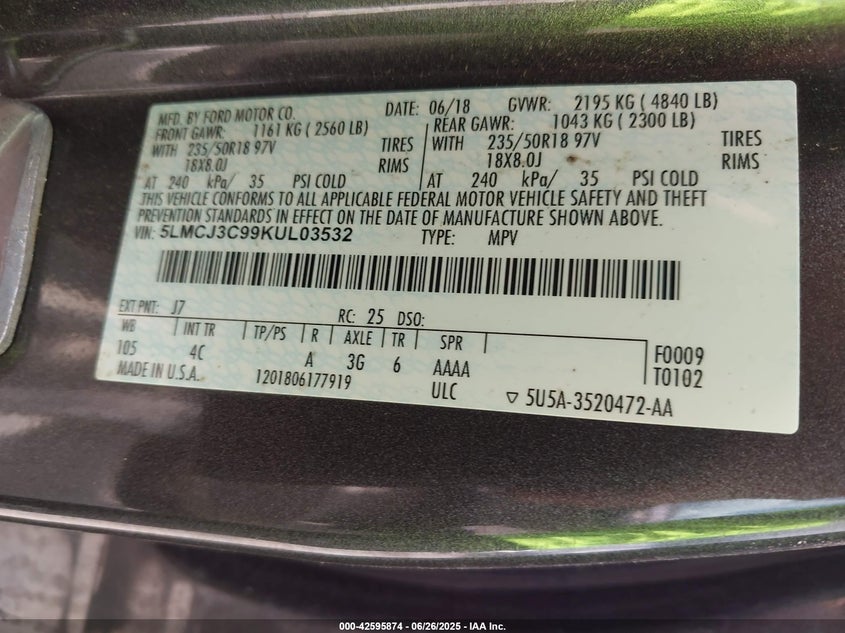 MFD. BY FORD MOTOR CO. DATE: 06/18 GVWR: 2195 KG ( 4840 LB)
FRONT GAWR: 1161 KG ( 2560 LB) REAR GAWR: 1043 KG ( 2300 LB)
WITH 235/50R18 97V TIRES WITH 235/50R18 97V TIRES
18X8.0J RIMS 18X8.0J RIMS
AT 240 kPa/ 35 PSI COLD AT 240 kPa/ 35 PSI COLD
THIS VEHICLE CONFORMS TO ALL APPLICABLE FEDERAL MOTOR VEHICLE SAFETY AND THEFT
PREVENTION STANDARDS IN EFFECT ON THE DATE OF MANUFACTURE SHOWN ABOVE.
VIN: 5LMCJ3C99KUL03532 TYPE: MPV
EXT PNT: J7 RC: 25 DSO:
WB INT TR TP/PS R AXLE TR SPR
105 4C A 3G 6 AAAA F0009
T0102
MADE IN U.S.A. 1201806177919 ULC ▽ 5U5A-3520472-AA
000-42595874 | 06/26/2025 - IAA Inc.